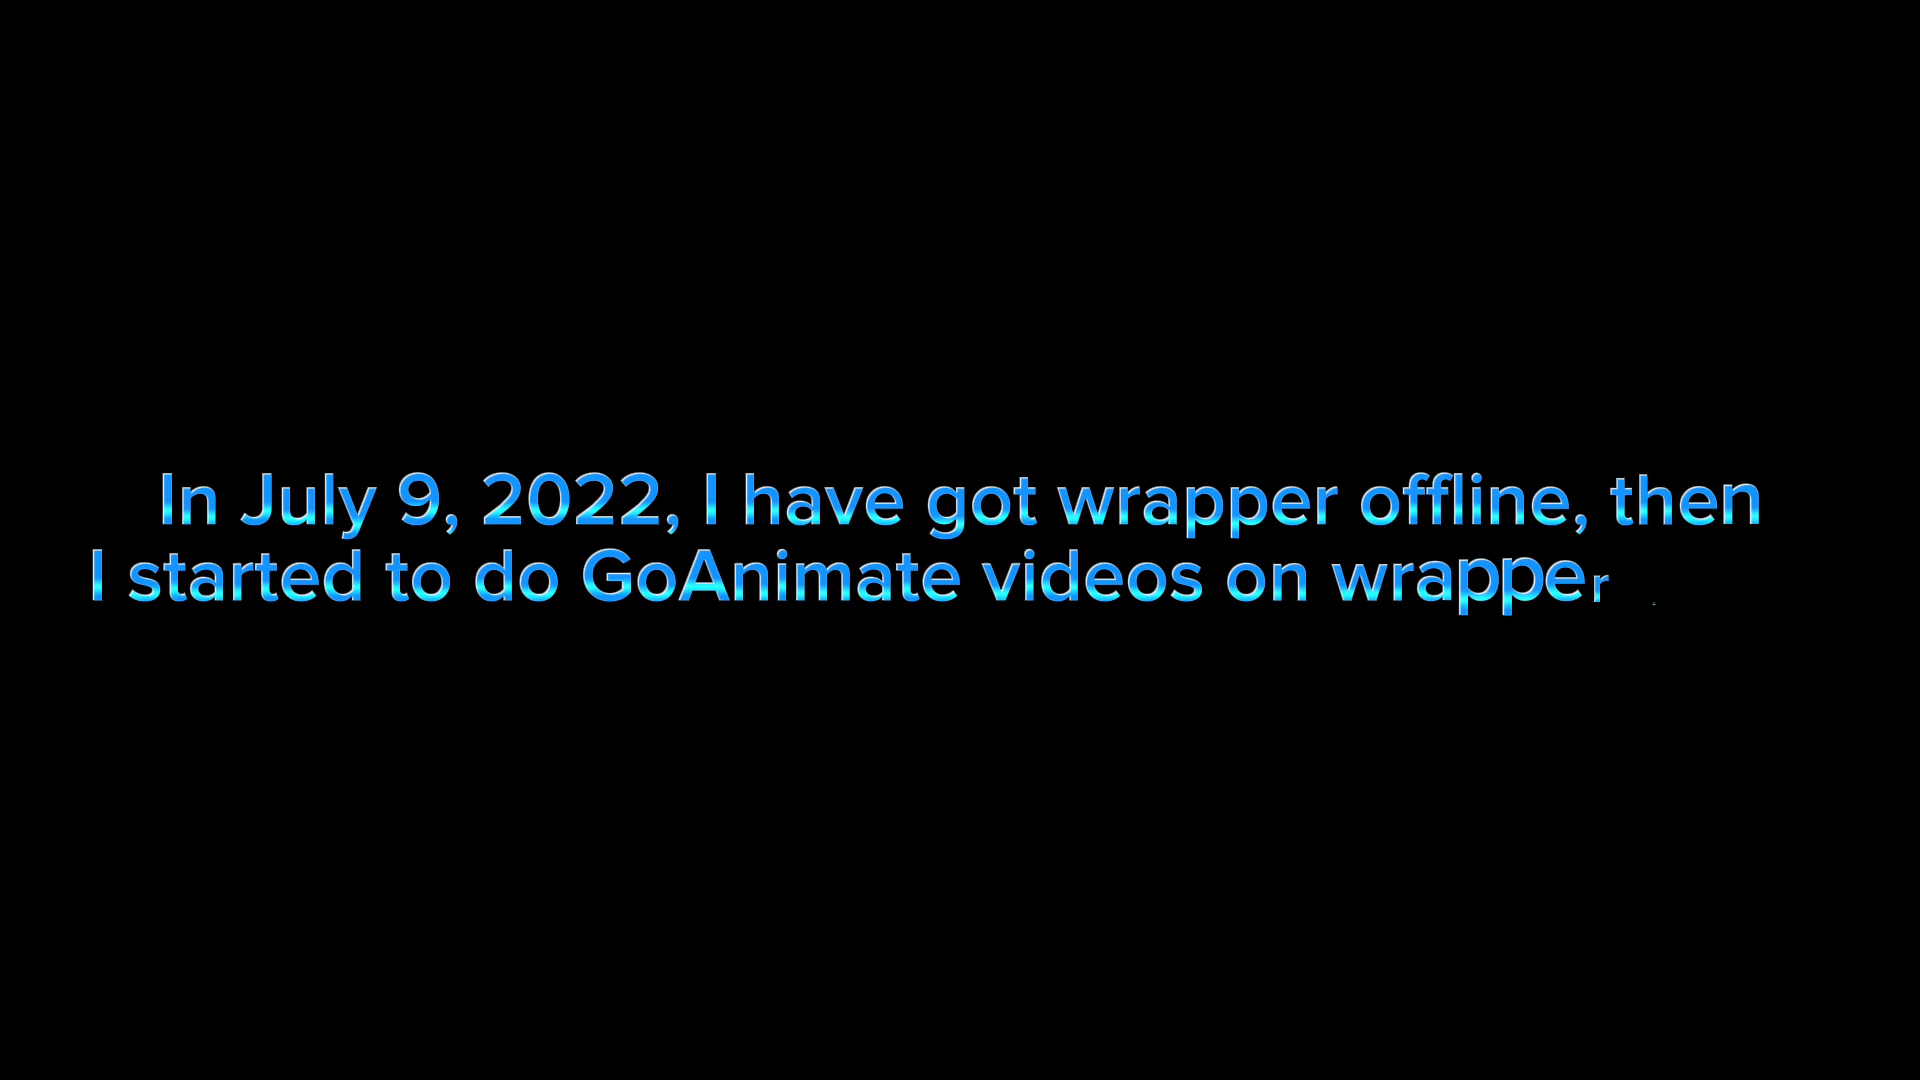 In July 9, 2022, I have got wrapper offline, then
I started to do GoAnimate videos on wrapper